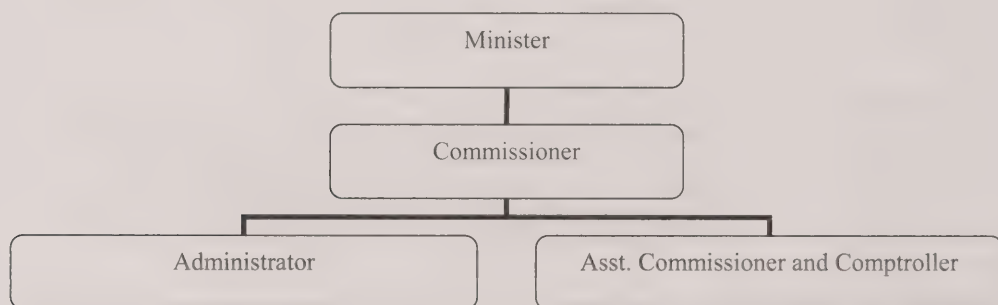 Minister
Commissioner
Administrator
Asst. Commissioner and Comptroller